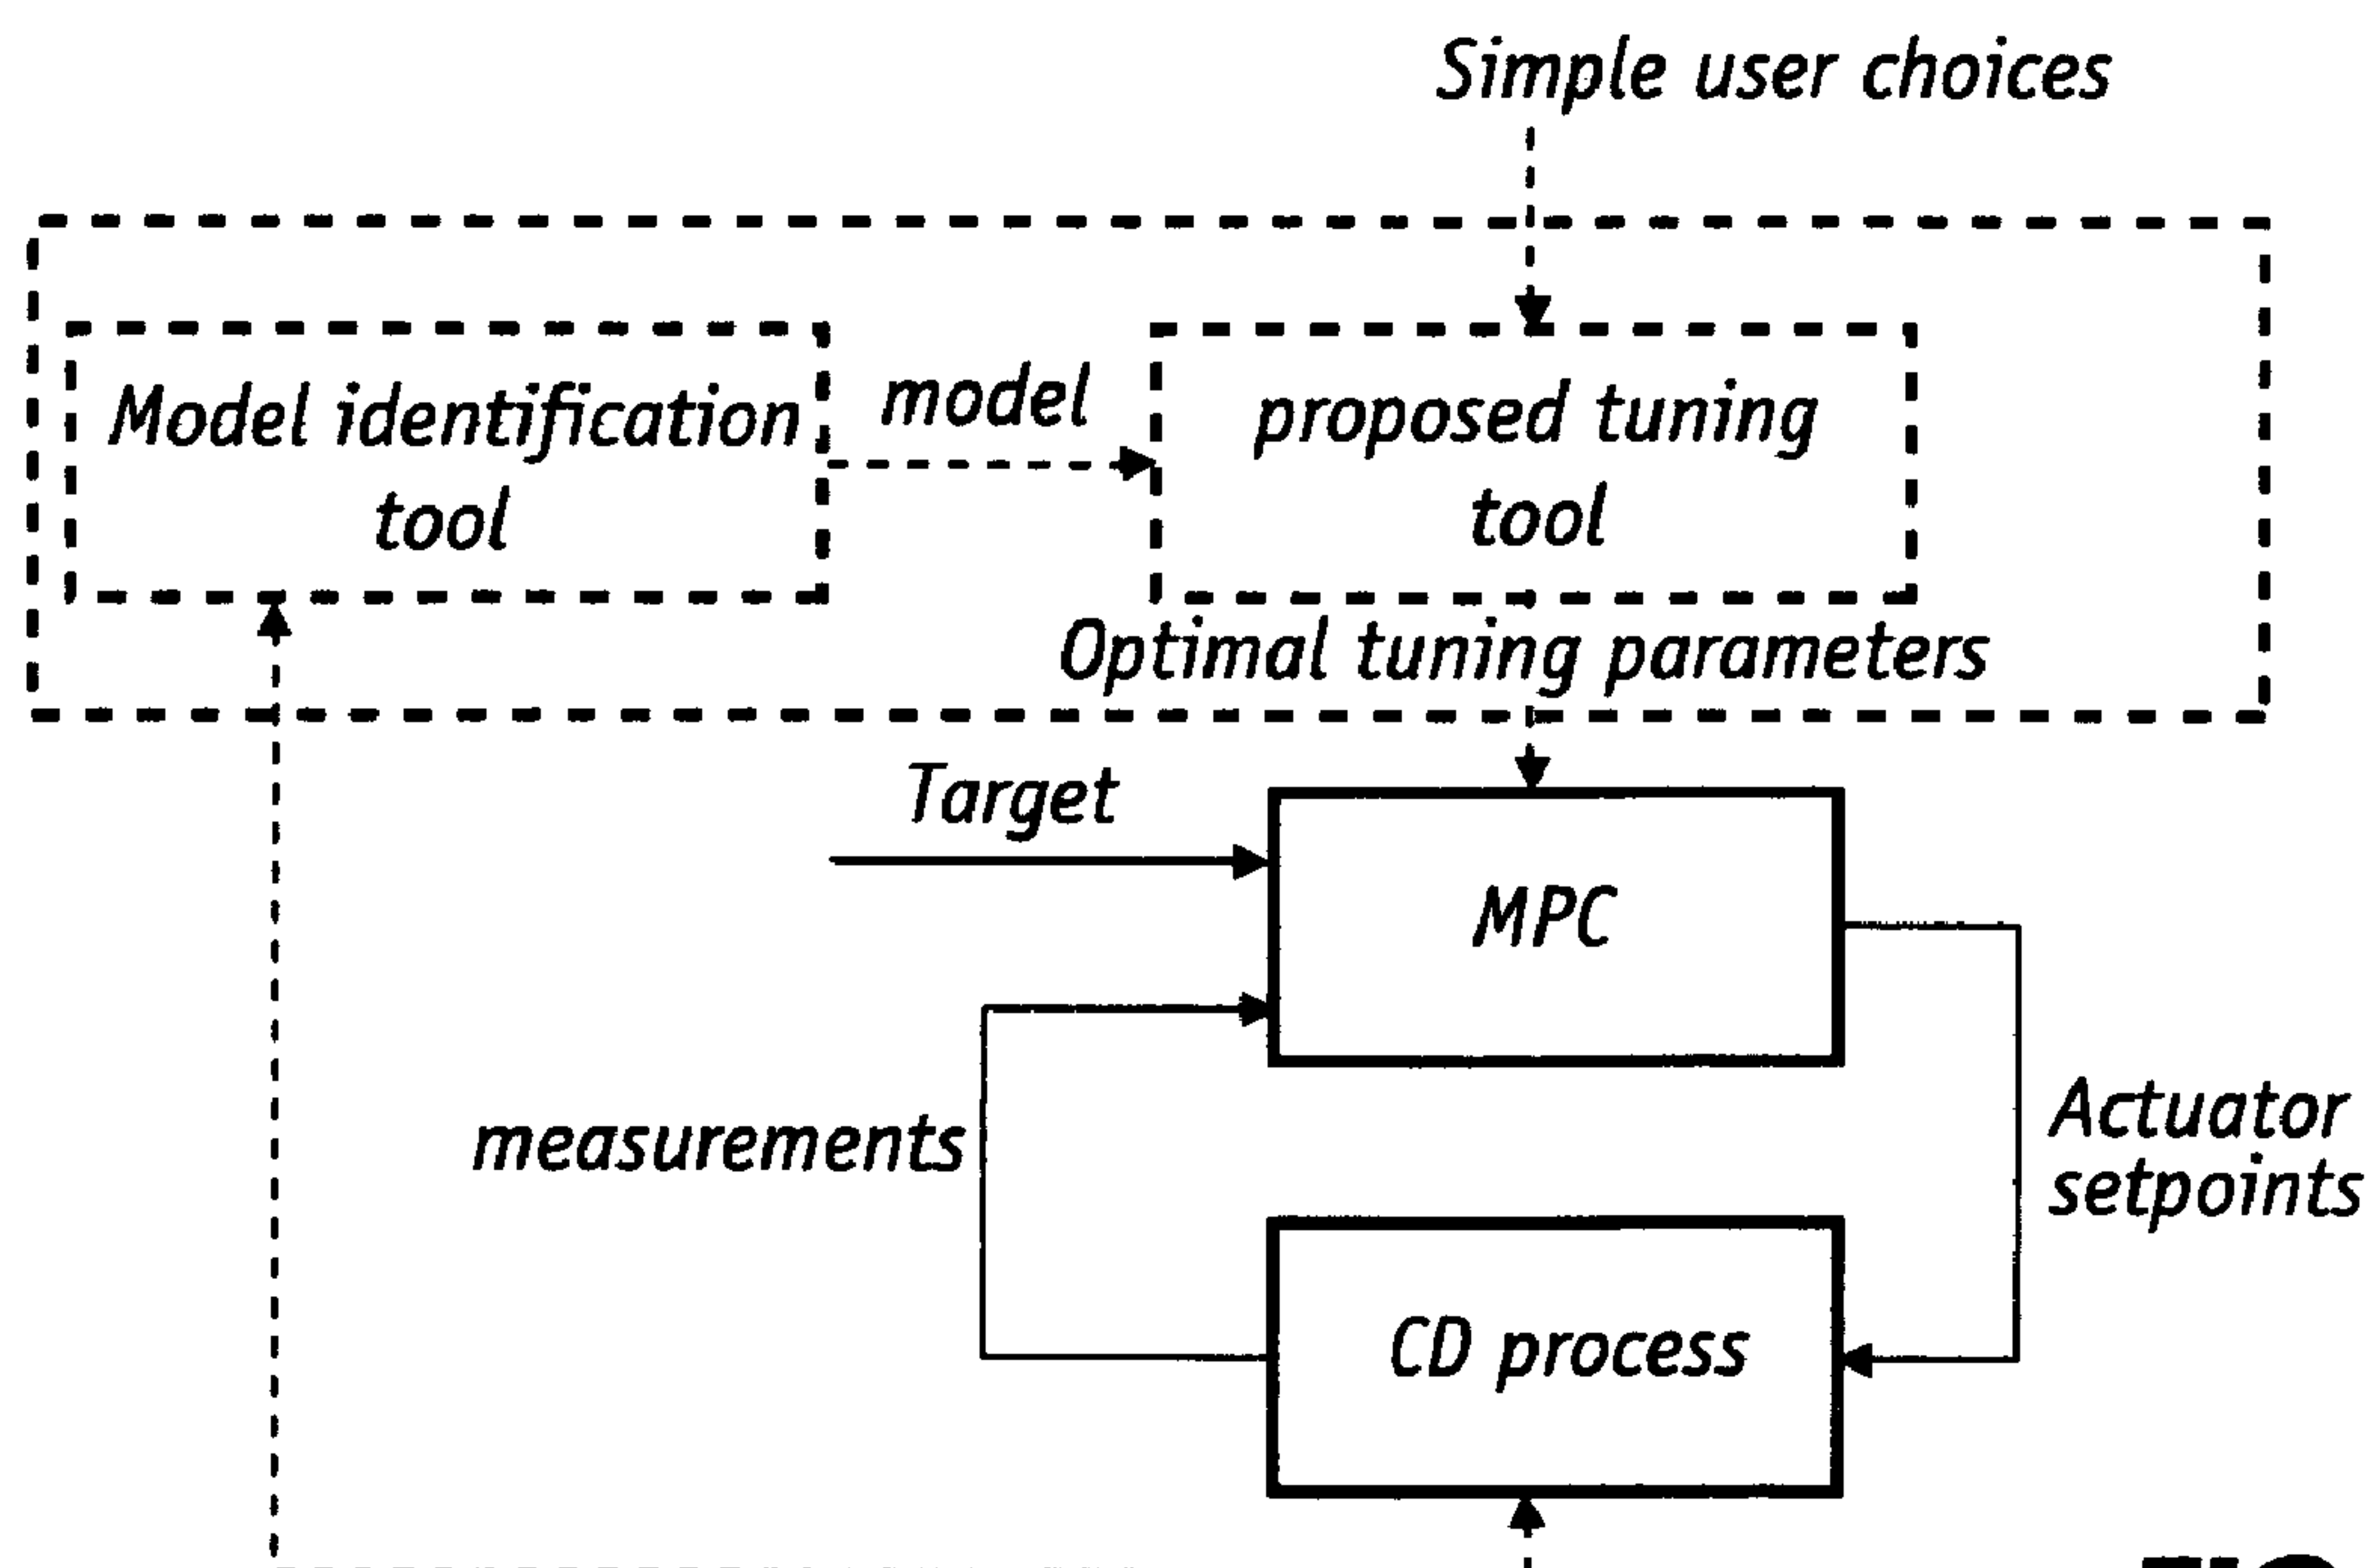 Simple user choices
Model identification
tool
model
proposed tuning
tool
Optimal tuning parameters
Target
MPC
measurements
Actuator
setpoints
CD process